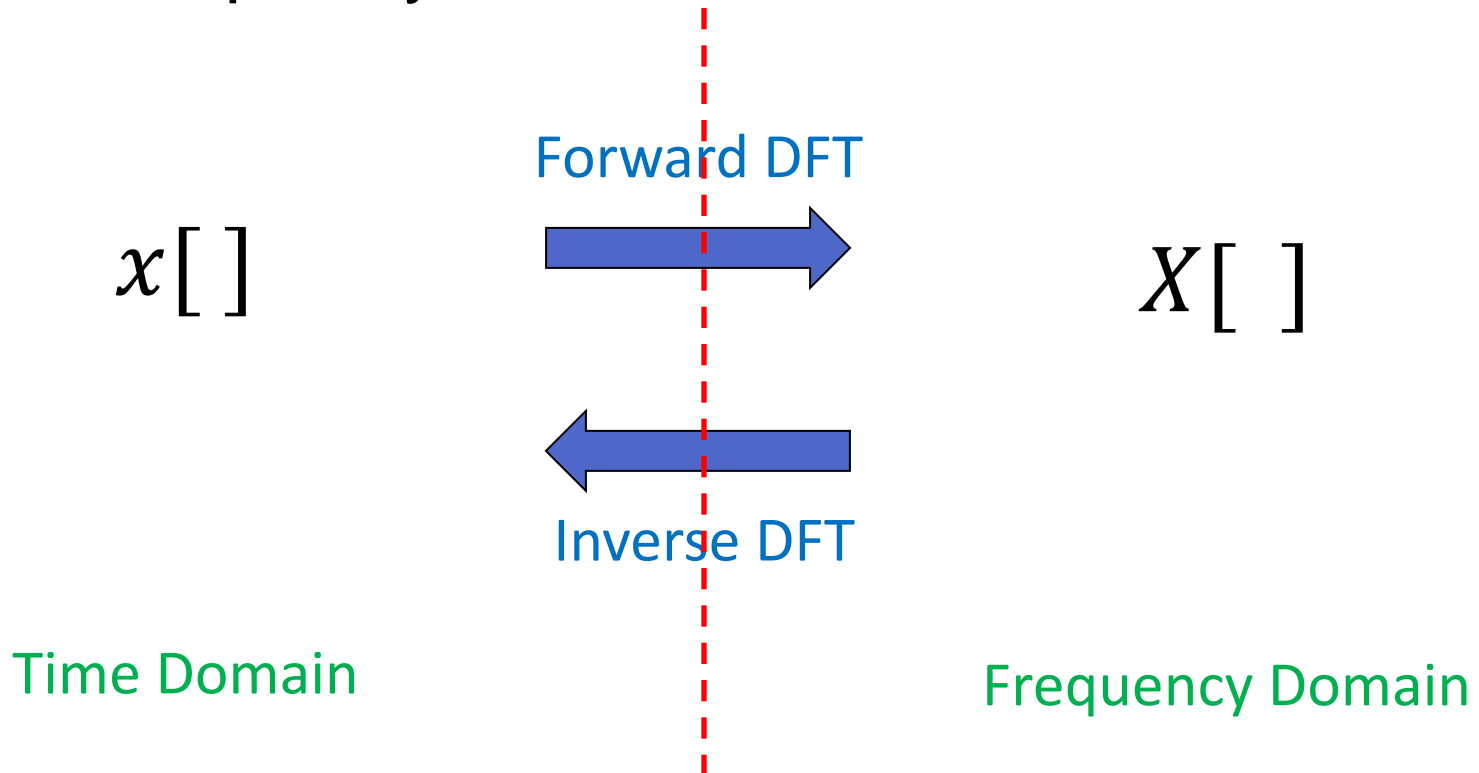 Forward DFT
x[ ]
X[ ]
Inverse DFT
Time Domain
Frequency Domain